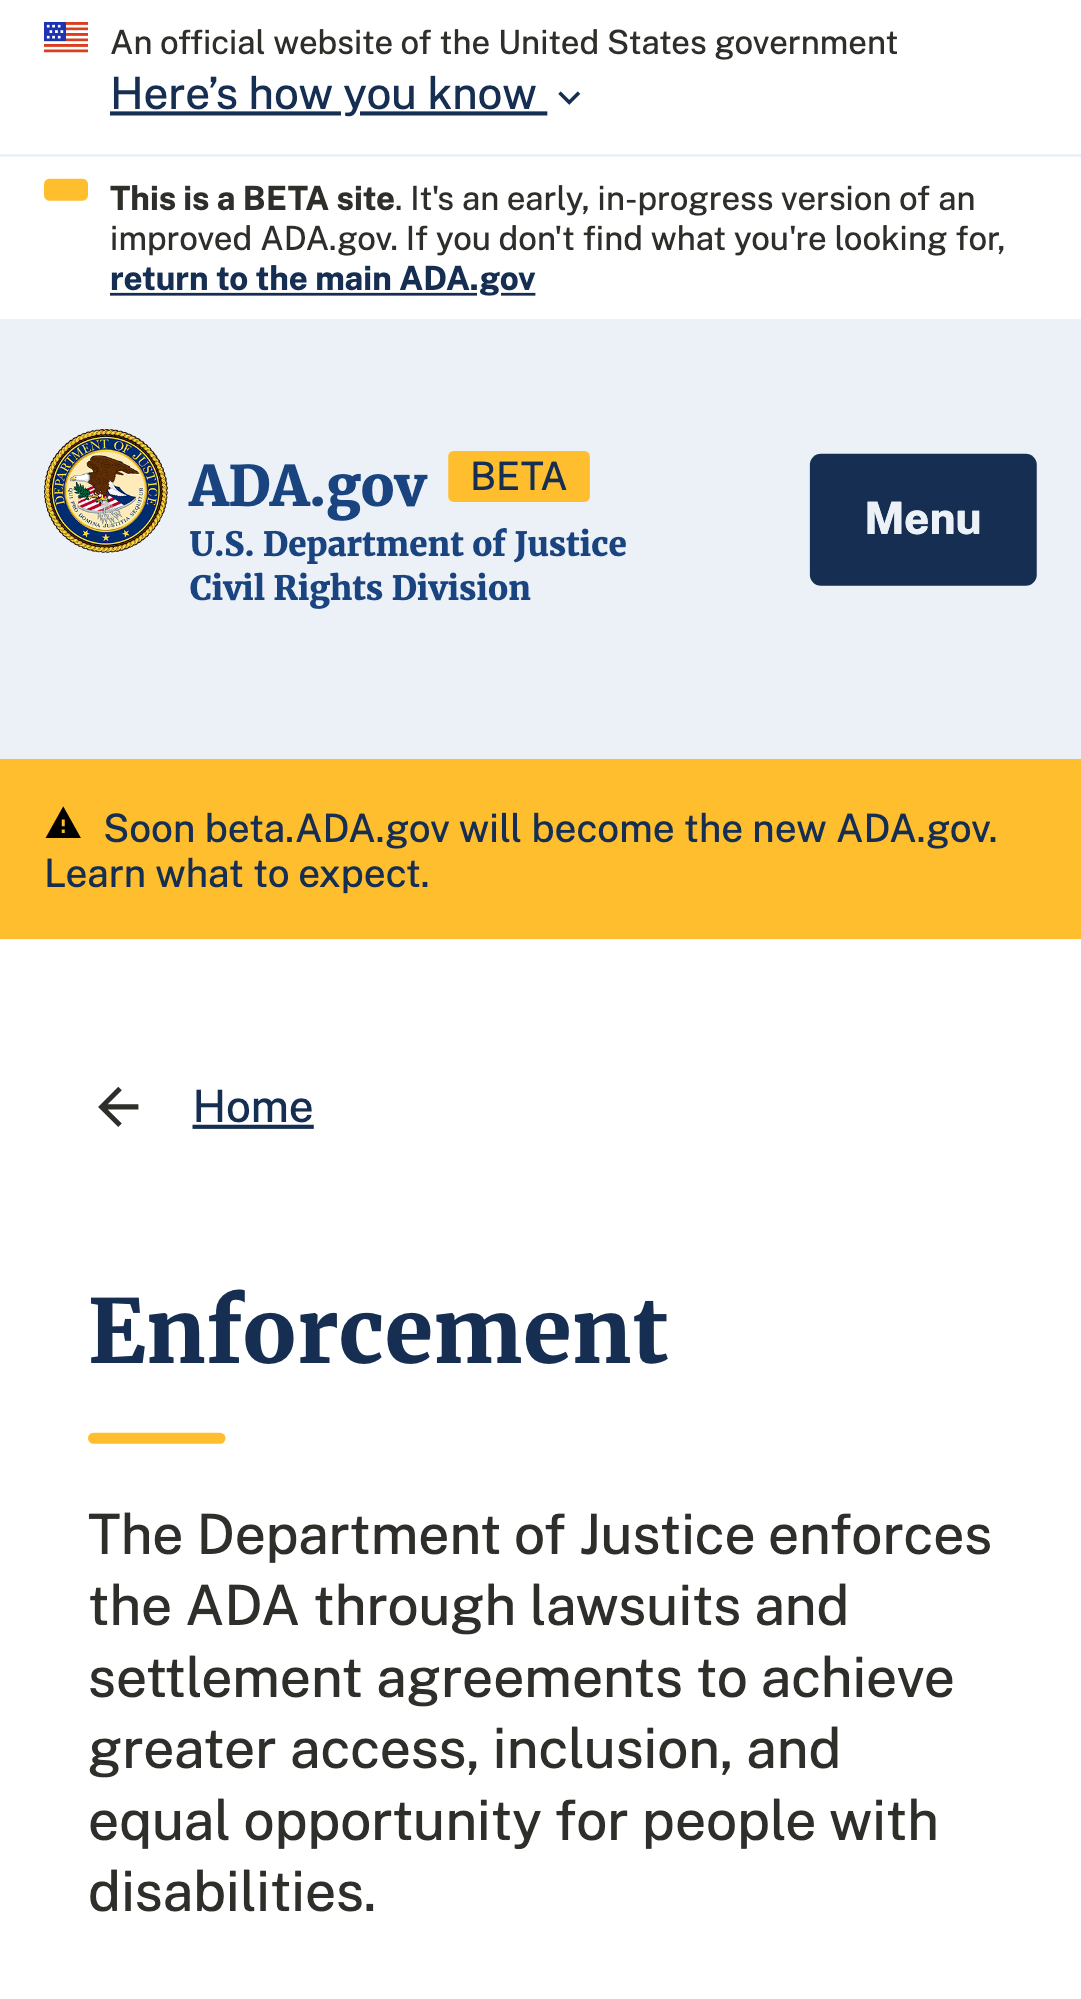 An official website of the United States government
Here’s how you know
This is a BETA site. It's an early, in-progress version of an
improved ADA.gov. If you don't find what you're looking for,
return to the main ADA.gov
DEPARTMENT OF JUSTICE
QUI PRO DOMINA JUSTITIA SEQUITUR
ADA.gov BETA
U.S. Department of Justice
Civil Rights Division
Menu
Soon beta.ADA.gov will become the new ADA.gov.
Learn what to expect.
Home
Enforcement
The Department of Justice enforces
the ADA through lawsuits and
settlement agreements to achieve
greater access, inclusion, and
equal opportunity for people with
disabilities.